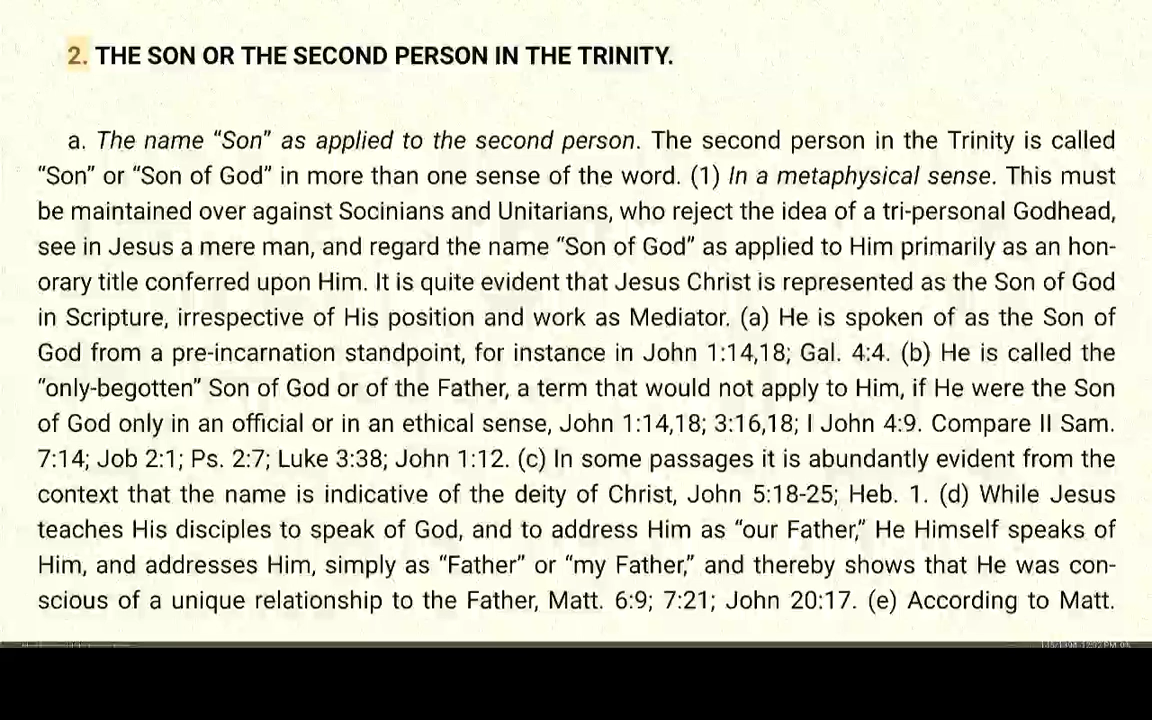 2. THE SON OR THE SECOND PERSON IN THE TRINITY.
a. The name “Son” as applied to the second person. The second person in the Trinity is called
“Son” or “Son of God” in more than one sense of the word. (1) In a metaphysical sense. This must
be maintained over against Socinians and Unitarians, who reject the idea of a tri-personal Godhead,
see in Jesus a mere man, and regard the name “Son of God” as applied to Him primarily as an hon-
orary title conferred upon Him. It is quite evident that Jesus Christ is represented as the Son of God
in Scripture, irrespective of His position and work as Mediator. (a) He is spoken of as the Son of
God from a pre-incarnation standpoint, for instance in John 1:14,18; Gal. 4:4. (b) He is called the
“only-begotten” Son of God or of the Father, a term that would not apply to Him, if He were the Son
of God only in an official or in an ethical sense, John 1:14,18; 3:16,18; I John 4:9. Compare II Sam.
7:14; Job 2:1; Ps. 2:7; Luke 3:38; John 1:12. (c) In some passages it is abundantly evident from the
context that the name is indicative of the deity of Christ, John 5:18-25; Heb. 1. (d) While Jesus
teaches His disciples to speak of God, and to address Him as “our Father,” He Himself speaks of
Him, and addresses Him, simply as “Father” or “my Father,” and thereby shows that He was con-
scious of a unique relationship to the Father, Matt. 6:9; 7:21; John 20:17. (e) According to Matt.